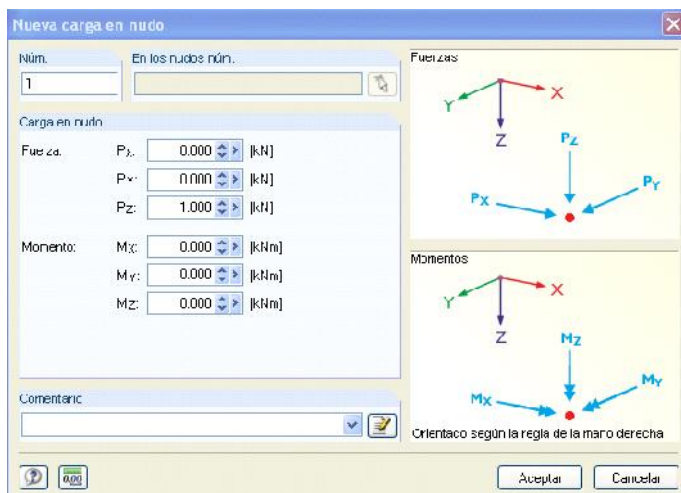 Nueva carga en nudo
Núm.
En los nudos núm.
1
Carga en nudo
Fuerza:
PX:
0.000
[kN]
PY:
0.000
[kN]
PZ:
1.000
[kN]
Momento:
MX:
0.000
[kNm]
MY:
0.000
[kNm]
MZ:
0.000
[kNm]
Comentario
Fuerzas
Y
X
Z
PZ
PX
PY
Momentos
Y
X
Z
MZ
MX
MY
Orientaco según la regla de la mano derecha
0.00
Aceptar
Cancelar